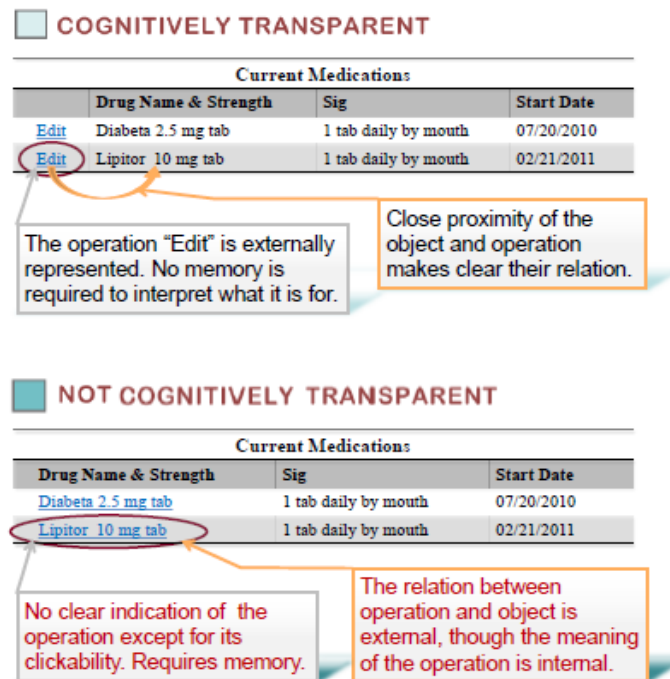 COGNITIVELY TRANSPARENT
Current Medications
Drug Name & Strength Sig Start Date
Edit Diabeta 2.5 mg tab 1 tab daily by mouth 07/20/2010
Edit Lipitor 10 mg tab 1 tab daily by mouth 02/21/2011
The operation “Edit” is externally
represented. No memory is
required to interpret what it is for.
Close proximity of the
object and operation
makes clear their relation.
NOT COGNITIVELY TRANSPARENT
Current Medications
Drug Name & Strength Sig Start Date
Diabeta 2.5 mg tab 1 tab daily by mouth 07/20/2010
Lipitor 10 mg tab 1 tab daily by mouth 02/21/2011
No clear indication of the
operation except for its
clickability. Requires memory.
The relation between
operation and object is
external, though the meaning
of the operation is internal.